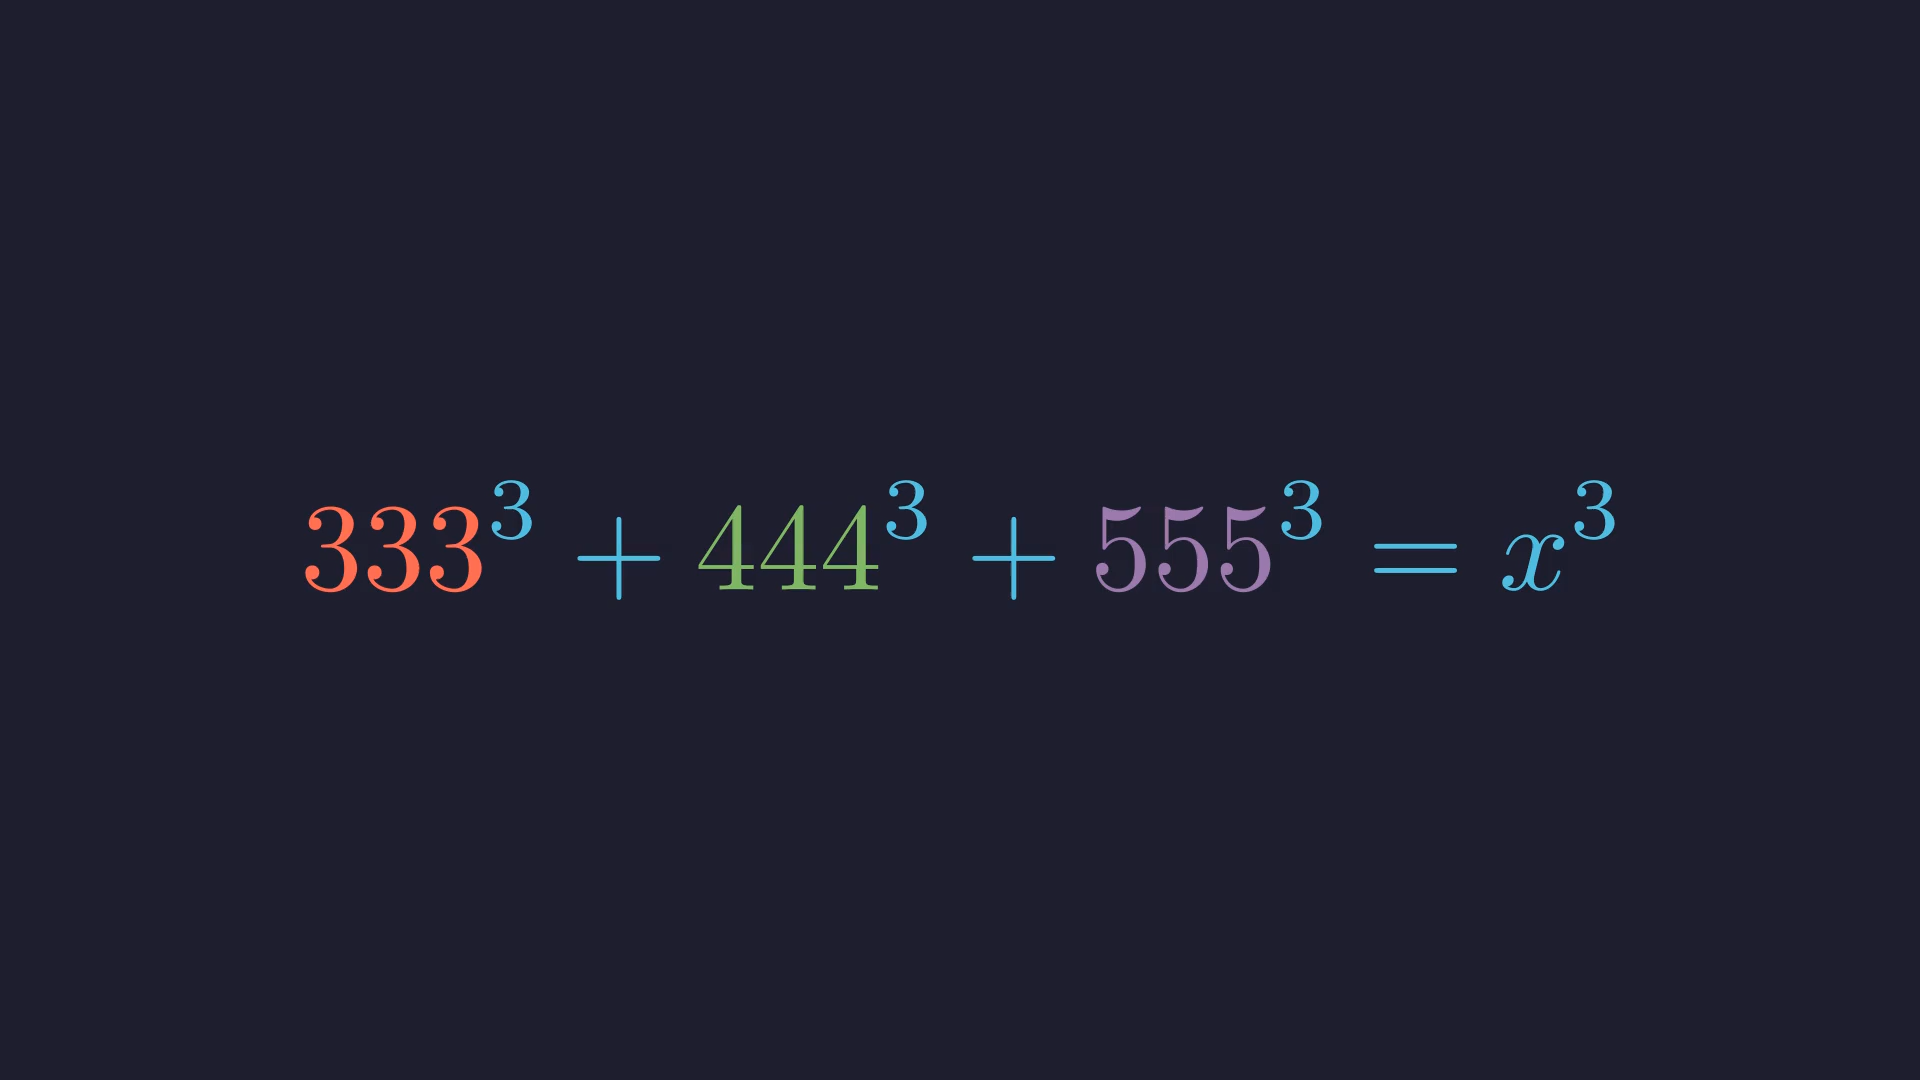 333³ + 444³ + 555³ = x³